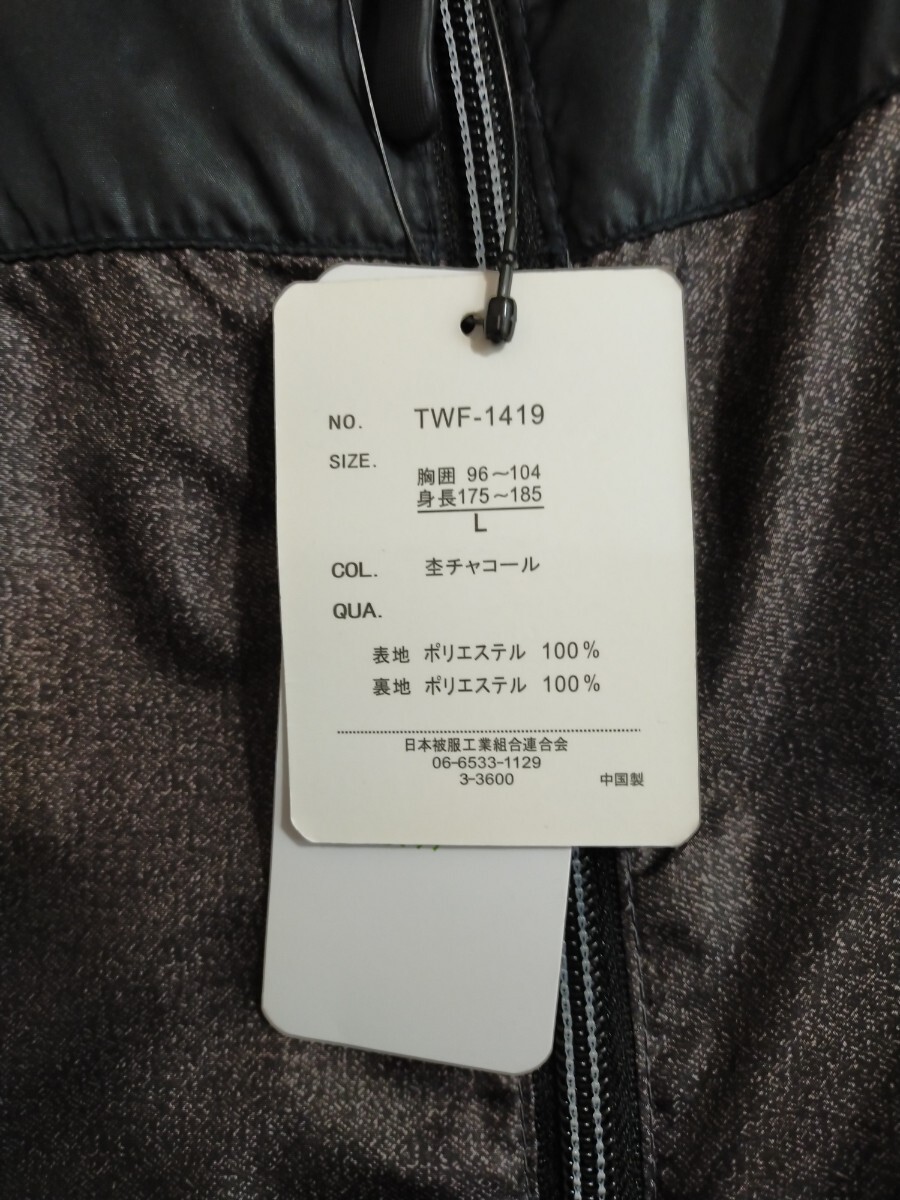 NO. TWF-1419
SIZE.
胸囲 96〜104
身長175〜185
L
COL. 杢チャコール
QUA.
表地 ポリエステル 100%
裏地 ポリエステル 100%
日本被服工業組合連合会
06-6533-1129
3-3600 中国製